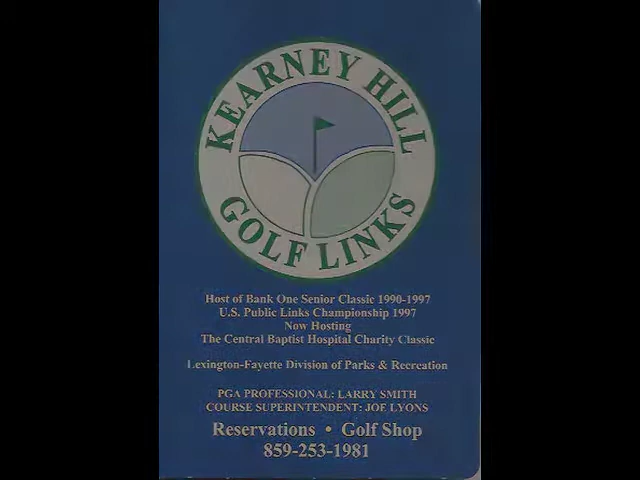 KEARNEY HILL
GOLF LINKS
Host of Bank One Senior Classic 1990-1997
U.S. Public Links Championship 1997
Now Hosting
The Central Baptist Hospital Charity Classic
Lexington-Fayette Division of Parks & Recreation
PGA PROFESSIONAL: LARRY SMITH
COURSE SUPERINTENDENT: JOE LYONS
Reservations • Golf Shop
859-253-1981